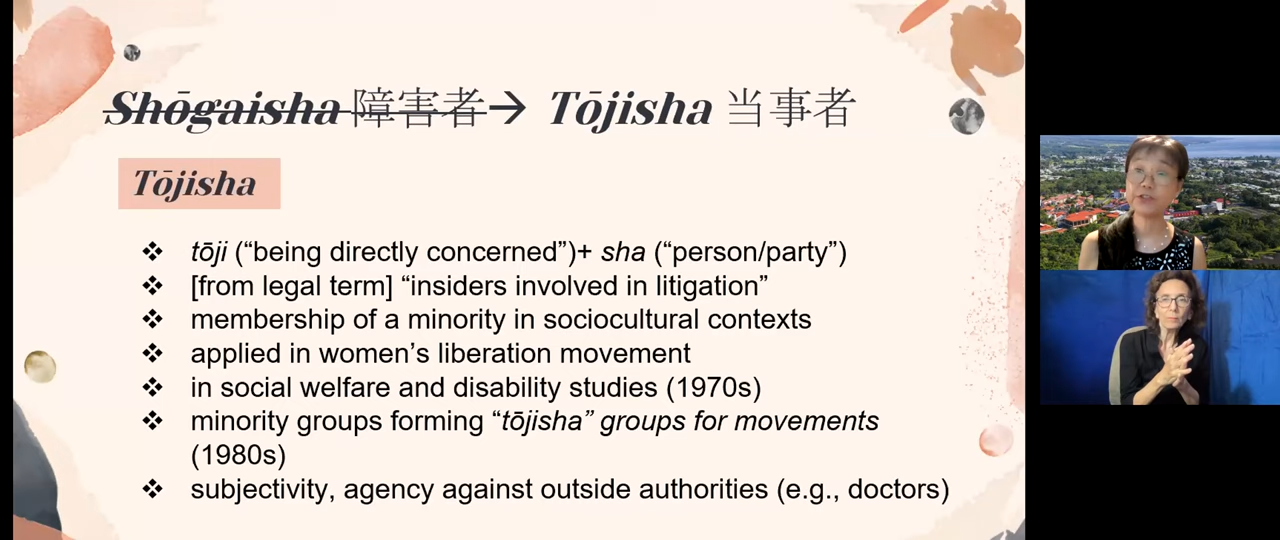 Shōgaisha 障害者→ Tōjisha 当事者
Tōjisha
❖ tōji (“being directly concerned”)+ sha (“person/party”)
❖ [from legal term] “insiders involved in litigation”
❖ membership of a minority in sociocultural contexts
❖ applied in women’s liberation movement
❖ in social welfare and disability studies (1970s)
❖ minority groups forming “tōjisha” groups for movements
(1980s)
❖ subjectivity, agency against outside authorities (e.g., doctors)